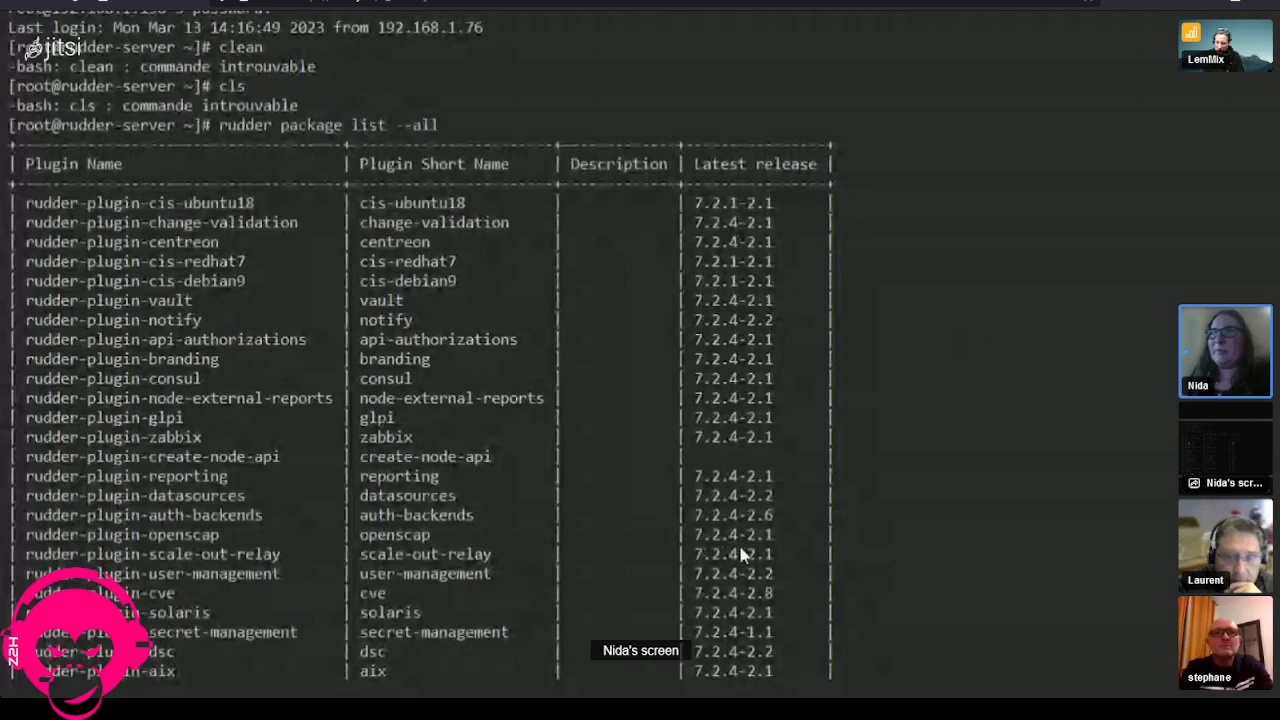 Last login: Mon Mar 13 14:16:49 2023 from 192.168.1.76
[root@rudder-server ~]# clean
jitsi
-bash: clean : commande introuvable
[root@rudder-server ~]# cls
-bash: cls : commande introuvable
[root@rudder-server ~]# rudder package list --all
| Plugin Name | Plugin Short Name | Description | Latest release |
| rudder-plugin-cis-ubuntu18 | cis-ubuntu18 | | 7.2.1-2.1 |
| rudder-plugin-change-validation | change-validation | | 7.2.4-2.1 |
| rudder-plugin-centreon | centreon | | 7.2.4-2.1 |
| rudder-plugin-cis-redhat7 | cis-redhat7 | | 7.2.1-2.1 |
| rudder-plugin-cis-debian9 | cis-debian9 | | 7.2.1-2.1 |
| rudder-plugin-vault | vault | | 7.2.4-2.1 |
| rudder-plugin-notify | notify | | 7.2.4-2.2 |
| rudder-plugin-api-authorizations | api-authorizations | | 7.2.4-2.1 |
| rudder-plugin-branding | branding | | 7.2.4-2.1 |
| rudder-plugin-consul | consul | | 7.2.4-2.1 |
| rudder-plugin-node-external-reports | node-external-reports | | 7.2.4-2.1 |
| rudder-plugin-glpi | glpi | | 7.2.4-2.1 |
| rudder-plugin-zabbix | zabbix | | 7.2.4-2.1 |
| rudder-plugin-create-node-api | create-node-api | | |
| rudder-plugin-reporting | reporting | | 7.2.4-2.1 |
| rudder-plugin-datasources | datasources | | 7.2.4-2.2 |
| rudder-plugin-auth-backends | auth-backends | | 7.2.4-2.6 |
| rudder-plugin-openscap | openscap | | 7.2.4-2.1 |
| rudder-plugin-scale-out-relay | scale-out-relay | | 7.2.4-2.1 |
| rudder-plugin-user-management | user-management | | 7.2.4-2.2 |
-plugin-cve | cve | | 7.2.4-2.8 |
-solaris | solaris | | 7.2.4-2.1 |
secret-management | secret-management | | 7.2.4-1.1 |
dsc | dsc | | 7.2.4-2.2 |
-aix | aix | | 7.2.4-2.1 |
Z2H
Nida's screen
LemMix
Nida
Nida's scr...
Laurent
stephane